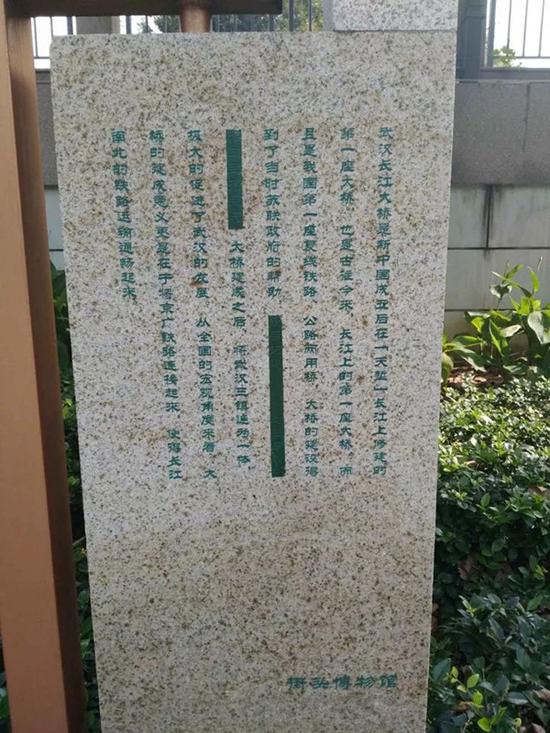 武汉长江大桥是新中国成立后在“天堑”长江上修建的
第一座大桥，也是古往今来，长江上的第一座大桥，而
且是我国第一座复线铁路、公路两用桥，大桥的建设得
到了当时苏联政府的帮助
大桥建成之后，将武汉三镇连为一体
极大的促进了武汉的发展，从全国的宏观角度来看，大
桥的建成意义更是在于将京广铁路连接起来，使得长江
南北的铁路运输通畅起来。
街头博物馆